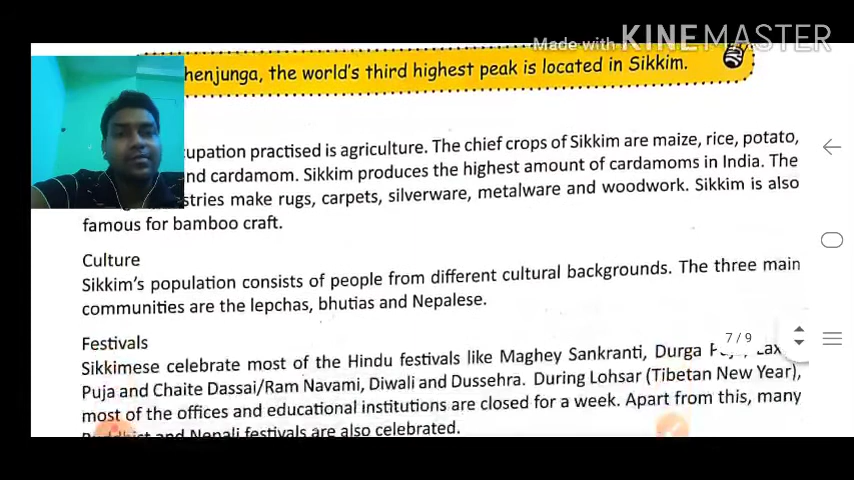 Made with KINEMASTER
henjunga, the world's third highest peak is located in Sikkim.
cupation practised is agriculture. The chief crops of Sikkim are maize, rice, potato,
nd cardamom. Sikkim produces the highest amount of cardamoms in India. The
stries make rugs, carpets, silverware, metalware and woodwork. Sikkim is also
famous for bamboo craft.
Culture
Sikkim's population consists of people from different cultural backgrounds. The three main
communities are the lepchas, bhutias and Nepalese.
7 / 9
Festivals
Sikkimese celebrate most of the Hindu festivals like Maghey Sankranti, Durga
Puja and Chaite Dassai/Ram Navami, Diwali and Dussehra. During Lohsar (Tibetan New Year),
most of the offices and educational institutions are closed for a week. Apart from this, many
and Nepali festivals are also celebrated.